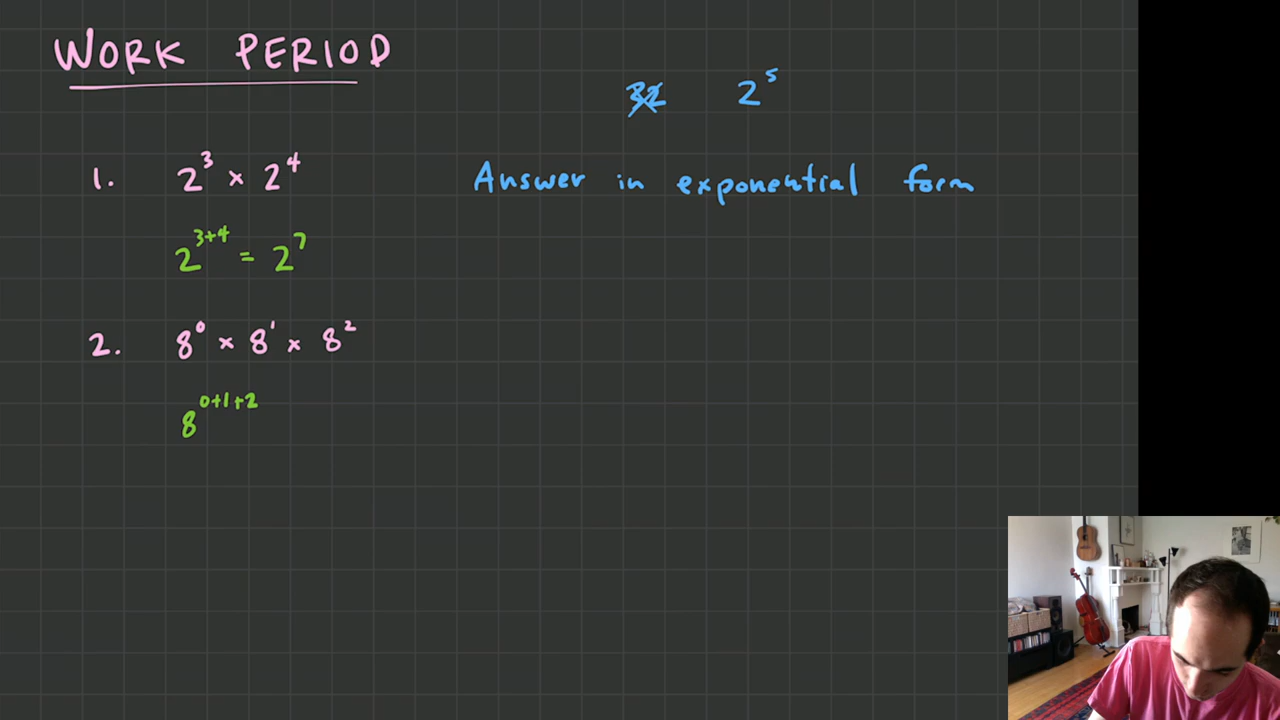 WORK PERIOD
32 2^5
1. 2^3 × 2^4
Answer in exponential form
2^3+4 = 2^7
2. 8^0 × 8^1 × 8^2
8^0+1+2